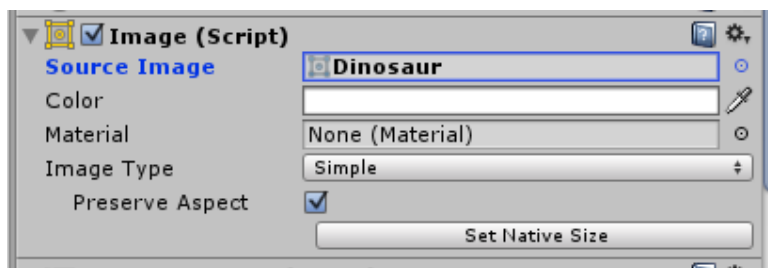 Image (Script)
Source Image Dinosaur
Color
Material None (Material)
Image Type Simple
Preserve Aspect
Set Native Size